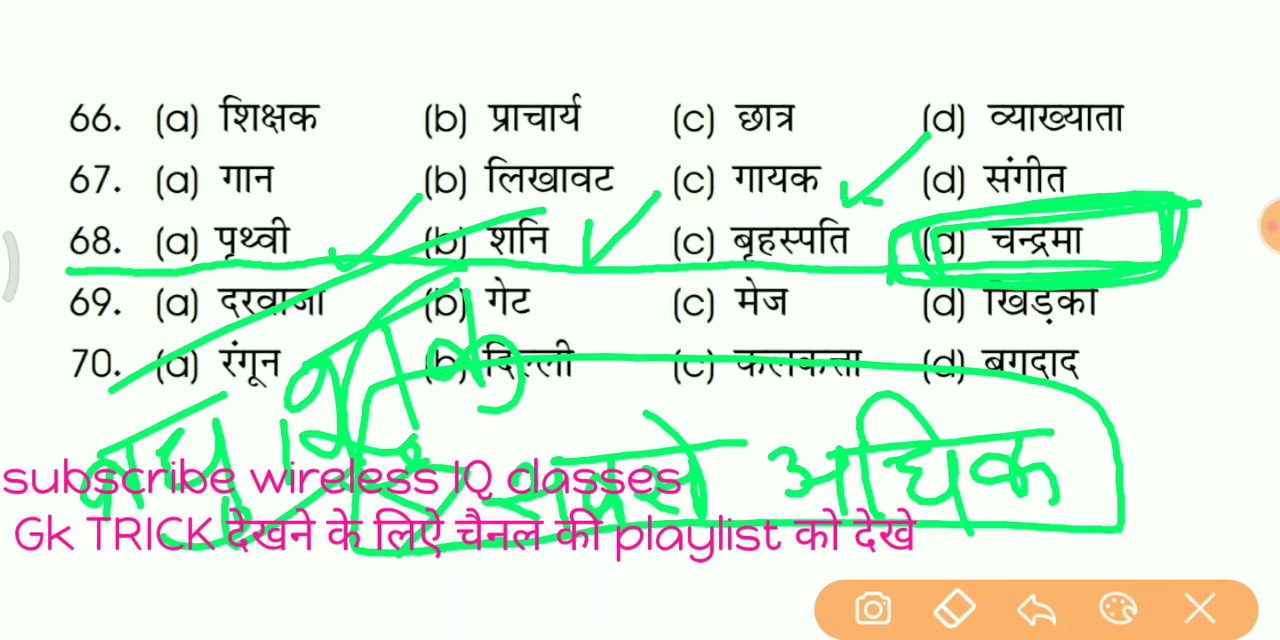 66. (a) शिक्षक (b) प्राचार्य (c) छात्र (d) व्याख्याता
67. (a) गान (b) लिखावट (c) गायक (d) संगीत
68. (a) पृथ्वी (b) शनि (c) बृहस्पति (d) चन्द्रमा
69. (a) दरवाजा (b) गेट (c) मेज (d) खिड़की
70. (a) रंगून (b) दिल्ली (c) कलकत्ता (d) बगदाद
सबसे अधिक
subscribe wireless IQ classes
Gk TRICK देखने के लिऐ चैनल की playlist को देखे